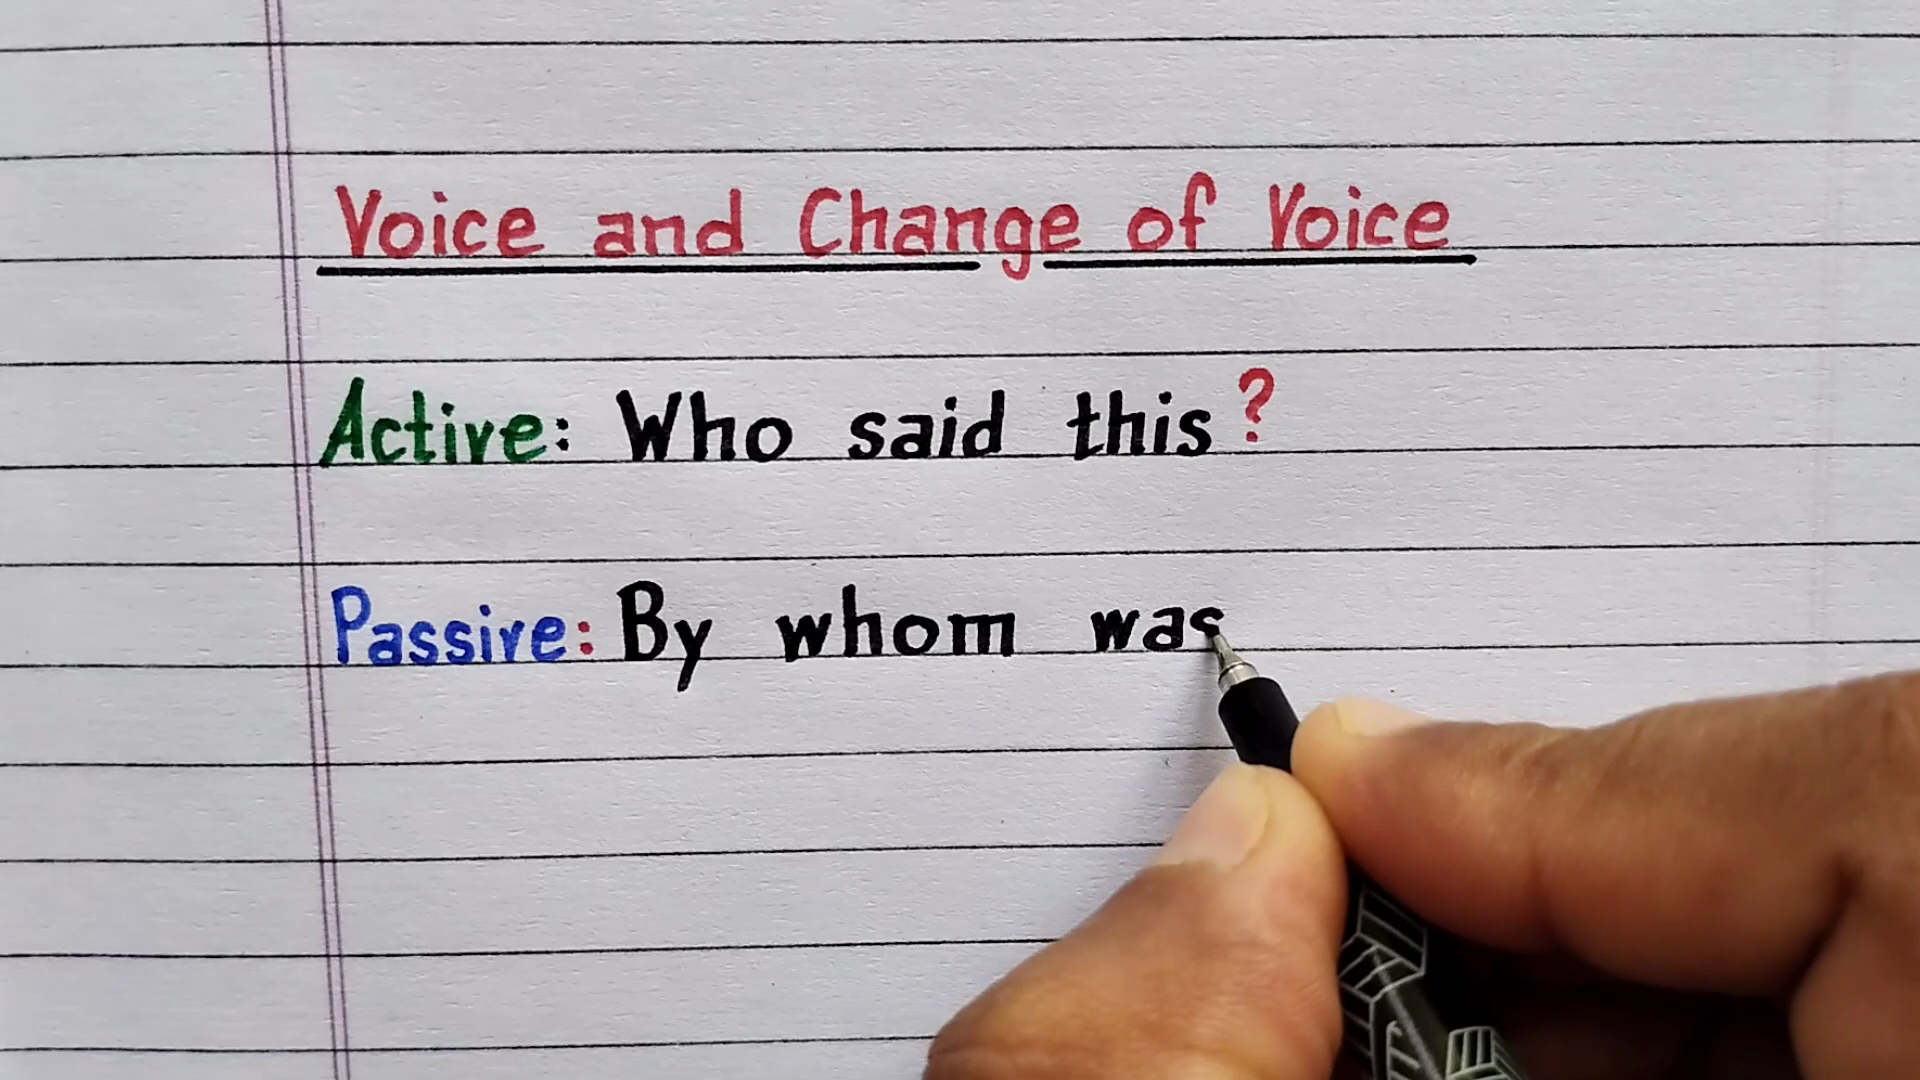 Voice and Change of Voice
Active: Who said this?
Passive: By whom was